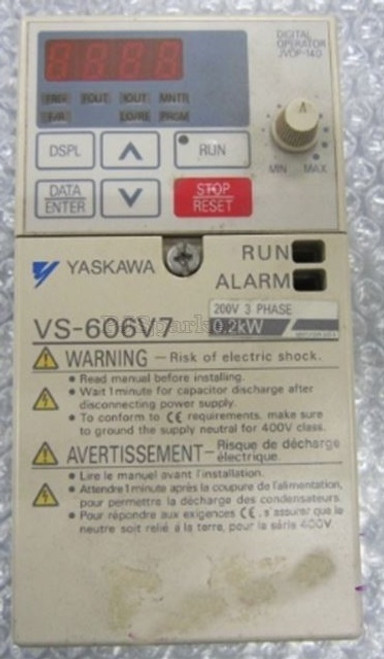 DIGITAL
OPERATOR
JVOP-140
8888
FREF FOUT IOUT MNTR
F/R LO/RE PRGM
DSPL RUN
MIN MAX
DATA
ENTER
STOP
RESET
YASKAWA
RUN
ALARM
VS-606V7
200V 3 PHASE
0.2kW
WARNING – Risk of electric shock.
• Read manual before installing.
• Wait 1 minute for capacitor discharge after
disconnecting power supply.
• To conform to CE requirements, make sure
to ground the supply neutral for 400V class.
AVERTISSEMENT – Risque de décharge
électrique.
• Lire le manuel avant l'installation.
• Attendre 1 minute après la coupure de l'alimentation,
pour permettre la décharge des condensateurs.
• Pour répondre aux exigences CE, s'assurer que le
neutre soit relié à la terre, pour la série 400V.